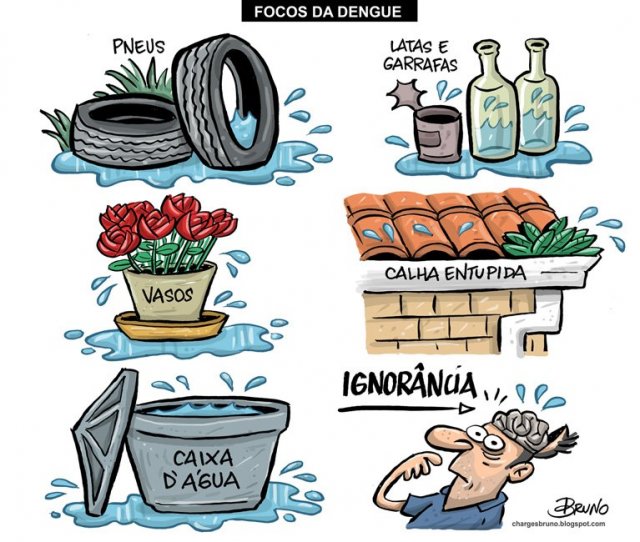 FOCOS DA DENGUE
PNEUS
LATAS E
GARRAFAS
VASOS
CALHA ENTUPIDA
CAIXA
D'ÁGUA
IGNORÂNCIA
BRUNO
chargesbruno.blogspot.com